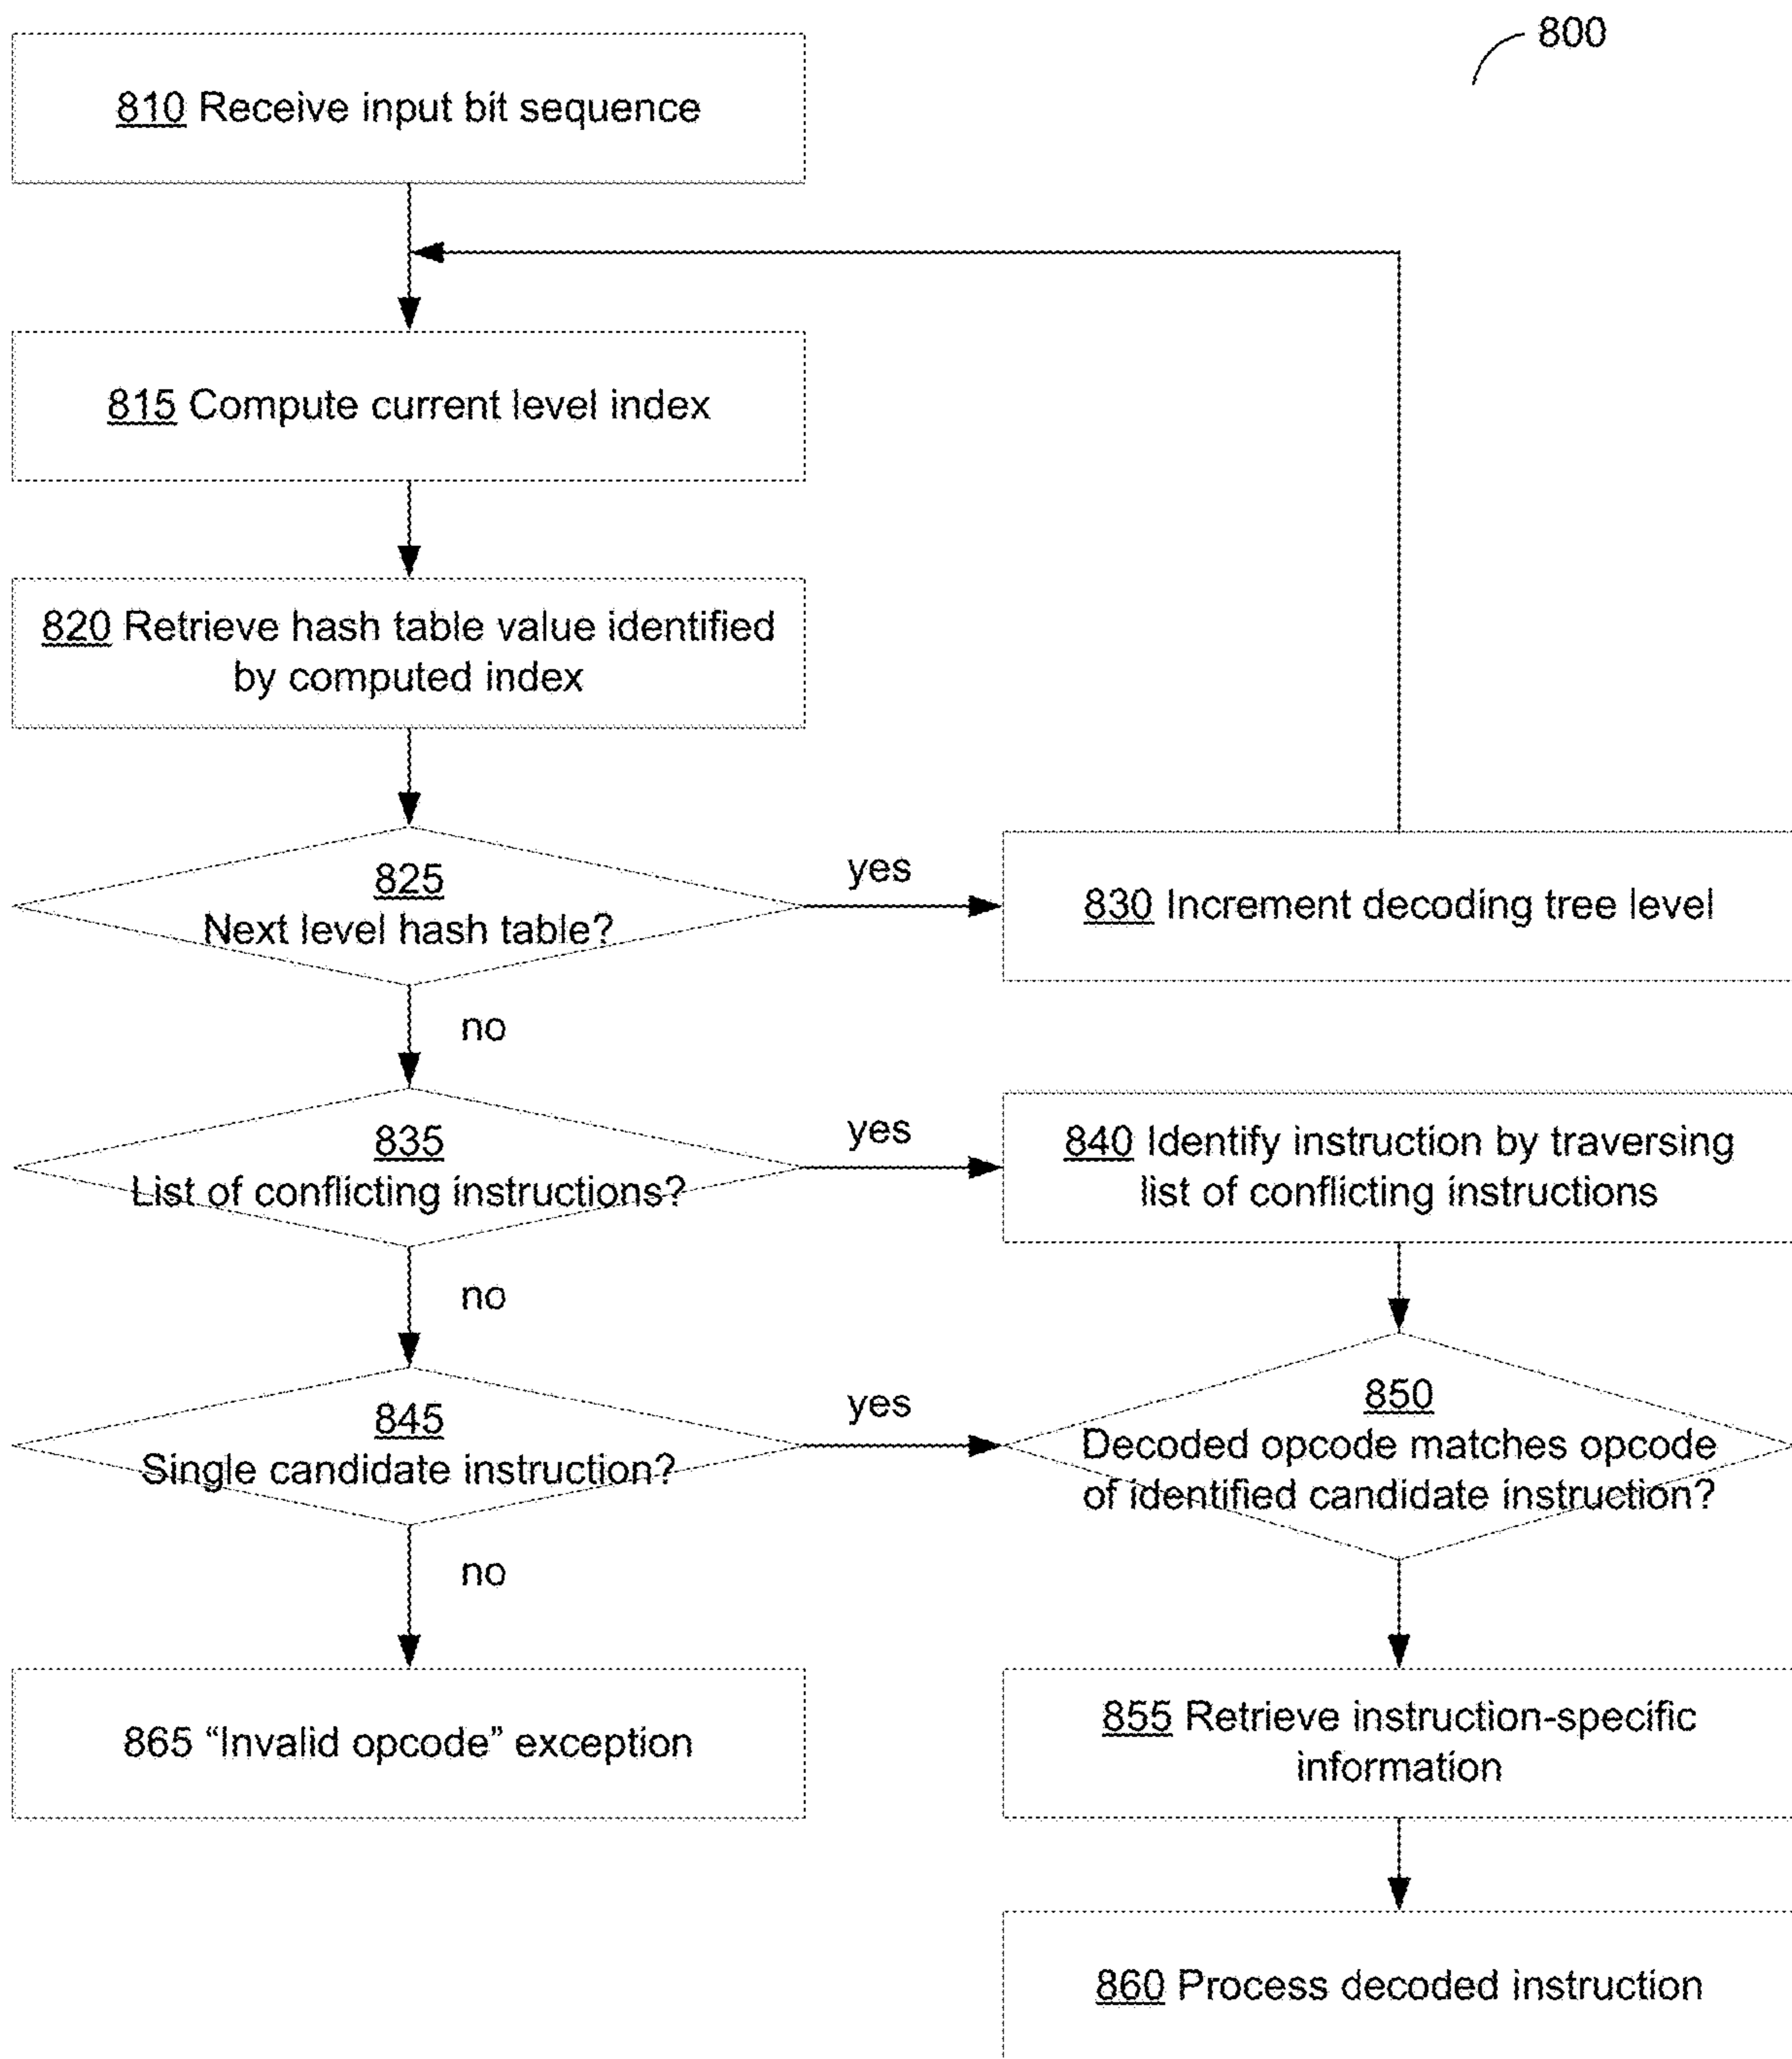 800
810 Receive input bit sequence
815 Compute current level index
820 Retrieve hash table value identified
by computed index
825
Next level hash table?
yes
830 Increment decoding tree level
no
835
List of conflicting instructions?
yes
840 Identify instruction by traversing
list of conflicting instructions
no
845
Single candidate instruction?
yes
850
Decoded opcode matches opcode
of identified candidate instruction?
no
865 “Invalid opcode” exception
855 Retrieve instruction-specific
information
860 Process decoded instruction